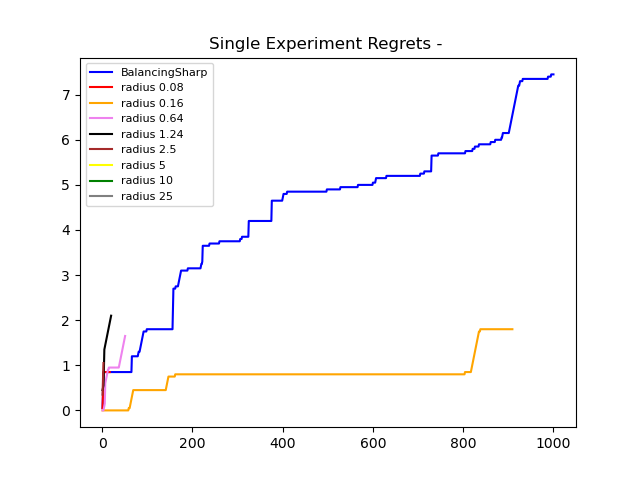 Single Experiment Regrets -
BalancingSharp
radius 0.08
radius 0.16
radius 0.64
radius 1.24
radius 2.5
radius 5
radius 10
radius 25
7
6
5
4
3
2
1
0
0 200 400 600 800 1000